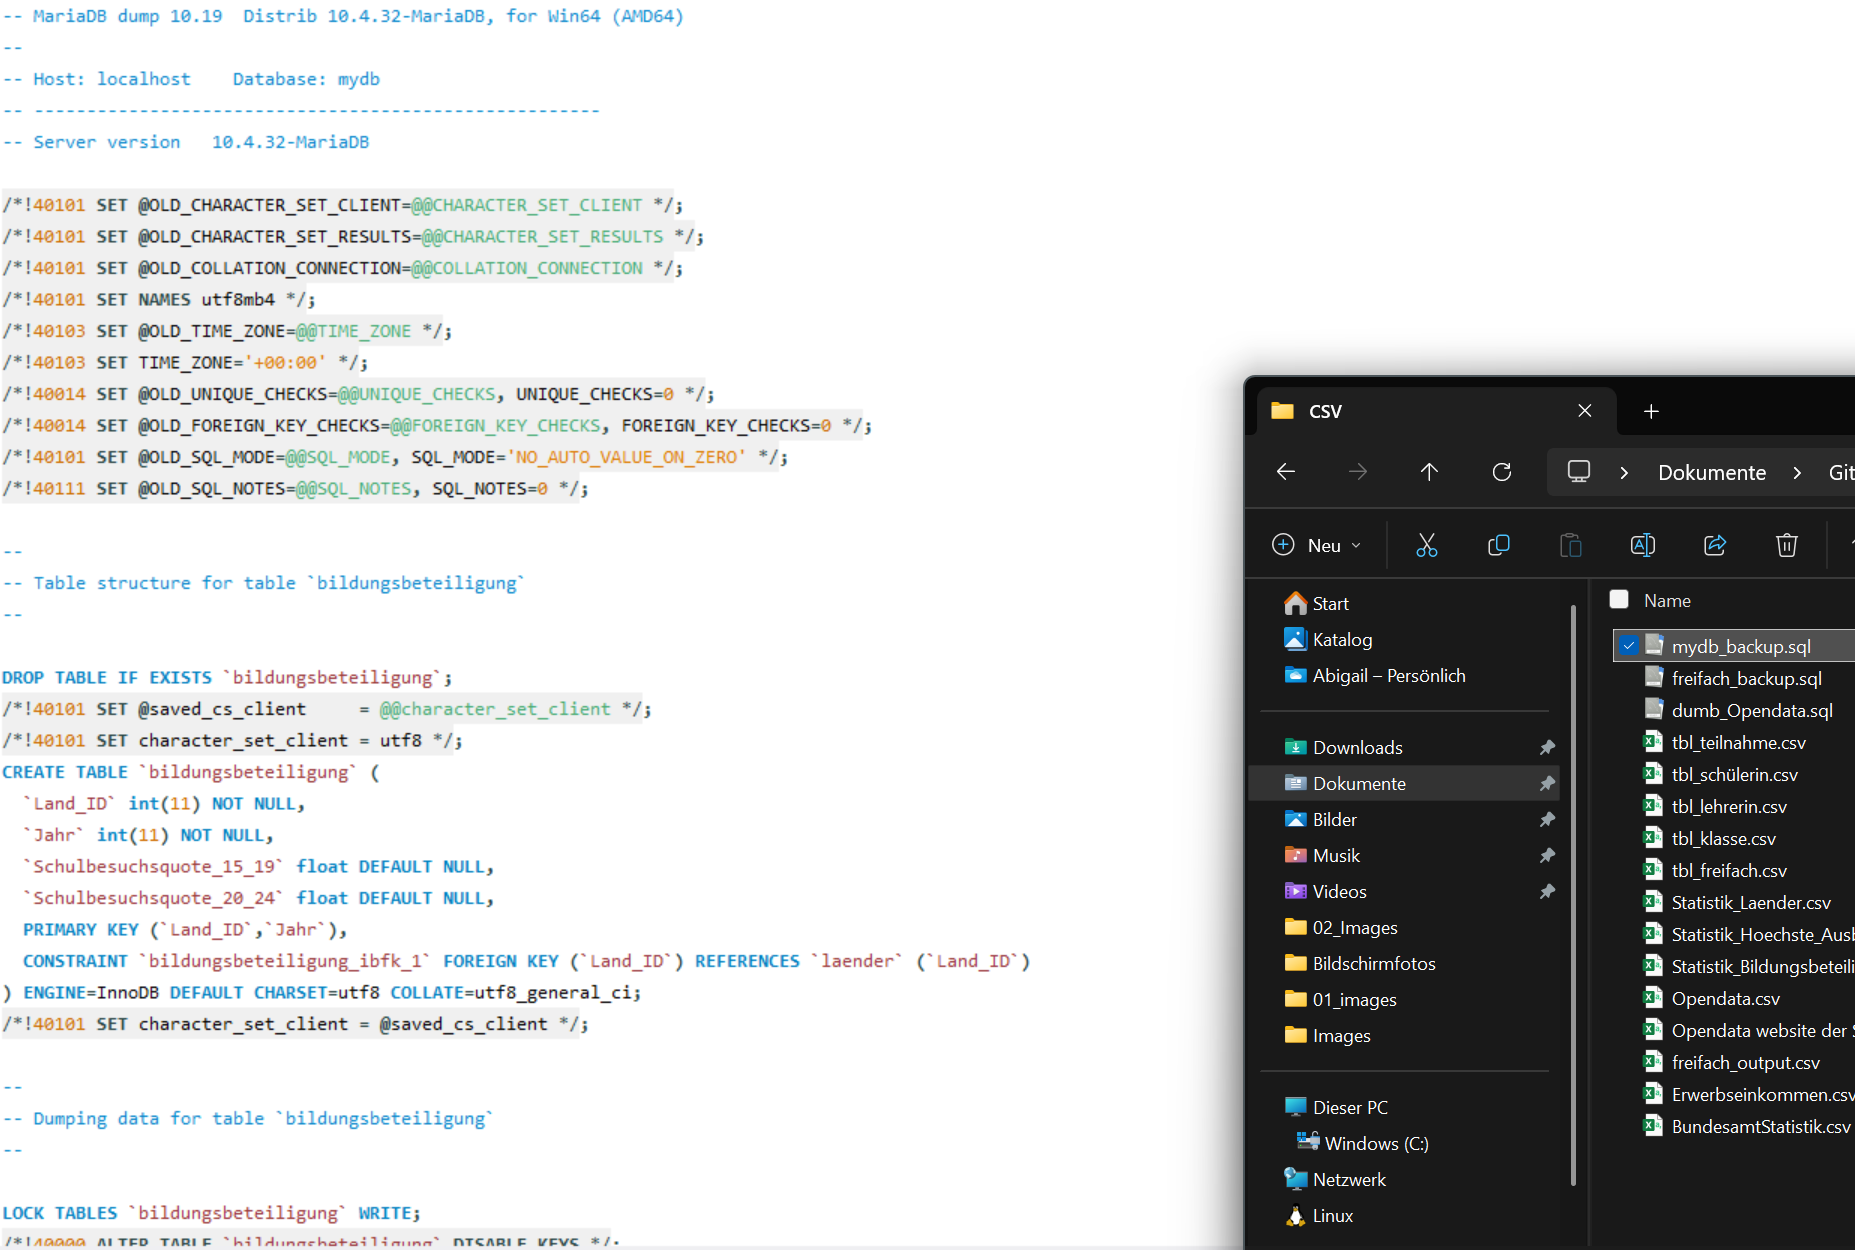 -- MariaDB dump 10.19  Distrib 10.4.32-MariaDB, for Win64 (AMD64)
--
-- Host: localhost    Database: mydb
-- ------------------------------------------------------
-- Server version   10.4.32-MariaDB
/*!40101 SET @OLD_CHARACTER_SET_CLIENT=@@CHARACTER_SET_CLIENT */;
/*!40101 SET @OLD_CHARACTER_SET_RESULTS=@@CHARACTER_SET_RESULTS */;
/*!40101 SET @OLD_COLLATION_CONNECTION=@@COLLATION_CONNECTION */;
/*!40101 SET NAMES utf8mb4 */;
/*!40103 SET @OLD_TIME_ZONE=@@TIME_ZONE */;
/*!40103 SET TIME_ZONE='+00:00' */;
/*!40014 SET @OLD_UNIQUE_CHECKS=@@UNIQUE_CHECKS, UNIQUE_CHECKS=0 */;
/*!40014 SET @OLD_FOREIGN_KEY_CHECKS=@@FOREIGN_KEY_CHECKS, FOREIGN_KEY_CHECKS=0 */;
/*!40101 SET @OLD_SQL_MODE=@@SQL_MODE, SQL_MODE='NO_AUTO_VALUE_ON_ZERO' */;
/*!40111 SET @OLD_SQL_NOTES=@@SQL_NOTES, SQL_NOTES=0 */;
--
-- Table structure for table `bildungsbeteiligung`
--
DROP TABLE IF EXISTS `bildungsbeteiligung`;
/*!40101 SET @saved_cs_client     = @@character_set_client */;
/*!40101 SET character_set_client = utf8 */;
CREATE TABLE `bildungsbeteiligung` (
  `Land_ID` int(11) NOT NULL,
  `Jahr` int(11) NOT NULL,
  `Schulbesuchsquote_15_19` float DEFAULT NULL,
  `Schulbesuchsquote_20_24` float DEFAULT NULL,
  PRIMARY KEY (`Land_ID`,`Jahr`),
  CONSTRAINT `bildungsbeteiligung_ibfk_1` FOREIGN KEY (`Land_ID`) REFERENCES `laender` (`Land_ID`)
) ENGINE=InnoDB DEFAULT CHARSET=utf8 COLLATE=utf8_general_ci;
/*!40101 SET character_set_client = @saved_cs_client */;
--
-- Dumping data for table `bildungsbeteiligung`
--
LOCK TABLES `bildungsbeteiligung` WRITE;
/*!40000 ALTER TABLE `bildungsbeteiligung` DISABLE KEYS */;
CSV
Dokumente > Git
Neu
Start
Katalog
Abigail – Persönlich
Downloads
Dokumente
Bilder
Musik
Videos
02_Images
Bildschirmfotos
01_images
Images
Dieser PC
Windows (C:)
Netzwerk
Linux
Name
mydb_backup.sql
freifach_backup.sql
dumb_Opendata.sql
tbl_teilnahme.csv
tbl_schülerin.csv
tbl_lehrerin.csv
tbl_klasse.csv
tbl_freifach.csv
Statistik_Laender.csv
Statistik_Hoechste_Ausb
Statistik_Bildungsbeteili
Opendata.csv
Opendata website der S
freifach_output.csv
Erwerbseinkommen.csv
BundesamtStatistik.csv